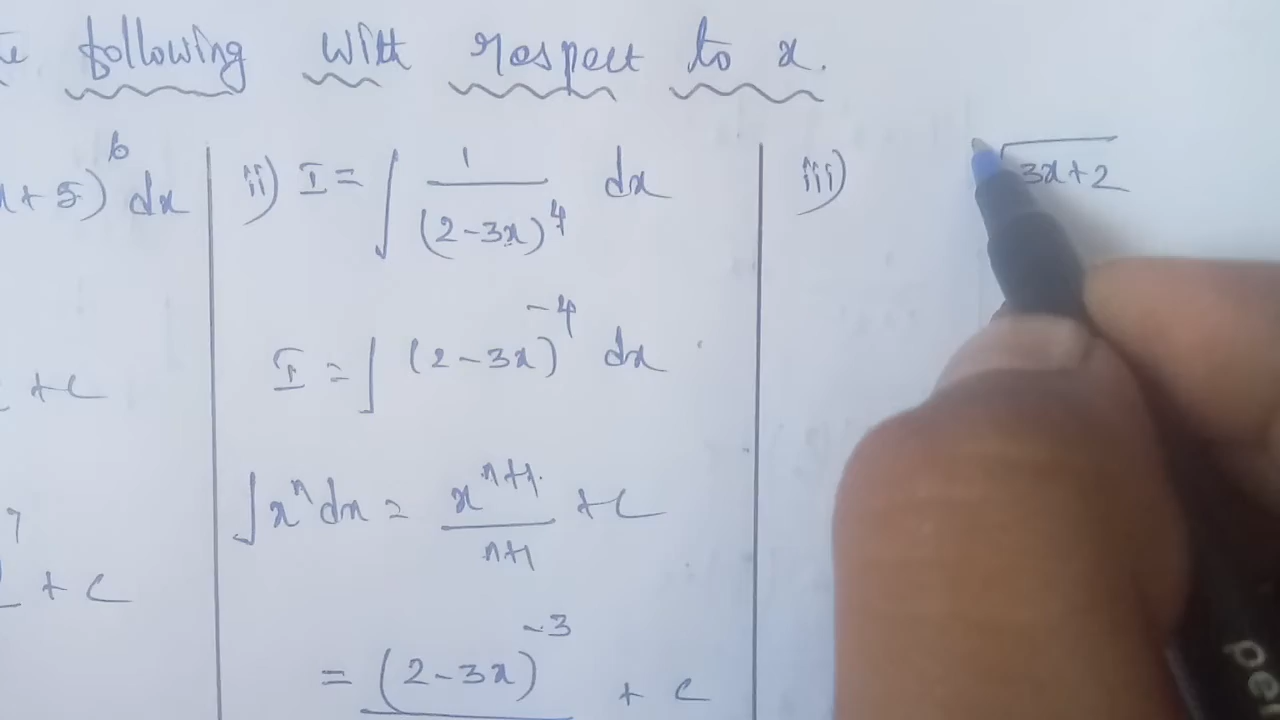 following with respect to x.
x + 5)^6 dx
+c
7
+ c
ii) I = ∫ 1/(2-3x)^4 dx
I = ∫ (2-3x)^-4 dx
∫x^n dx = x^(n+1)/(n+1) + c
= (2-3x)^-3 + c
iii) √3x+2
per